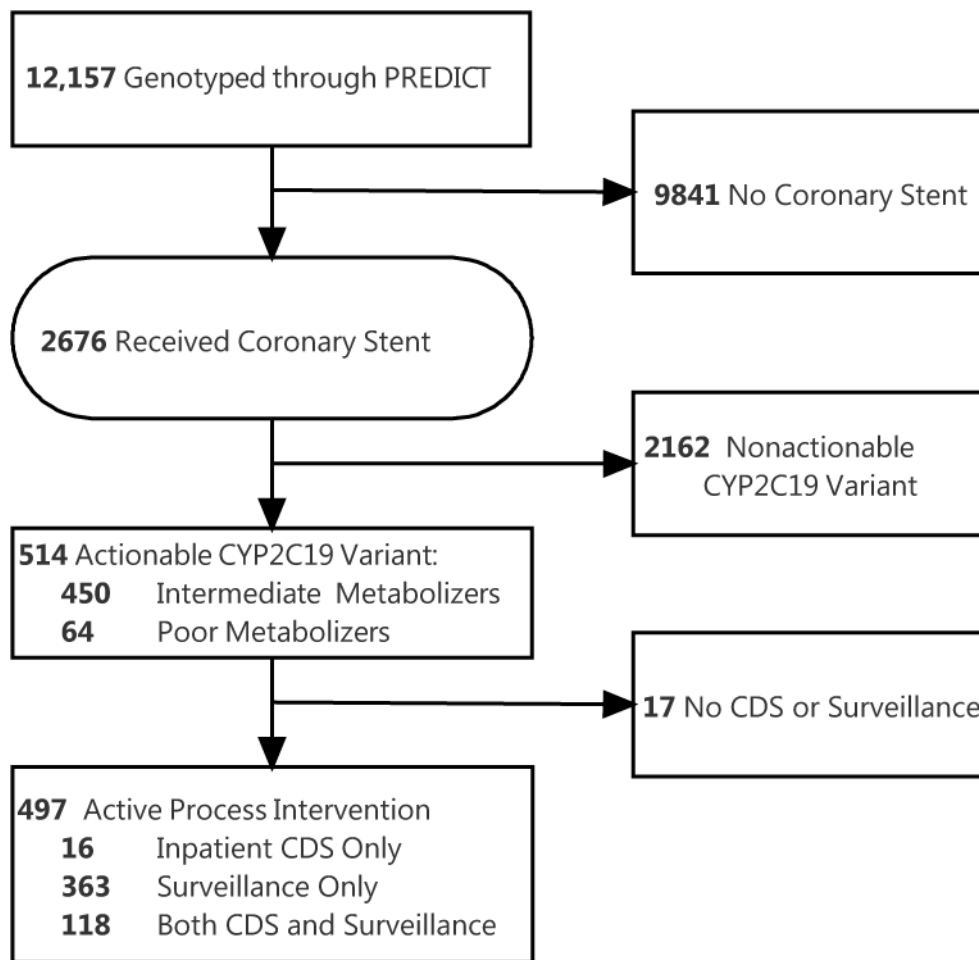 12,157 Genotyped through PREDICT
9841 No Coronary Stent
2676 Received Coronary Stent
2162 Nonactionable
CYP2C19 Variant
514 Actionable CYP2C19 Variant:
450 Intermediate Metabolizers
64 Poor Metabolizers
17 No CDS or Surveillance
497 Active Process Intervention
16 Inpatient CDS Only
363 Surveillance Only
118 Both CDS and Surveillance